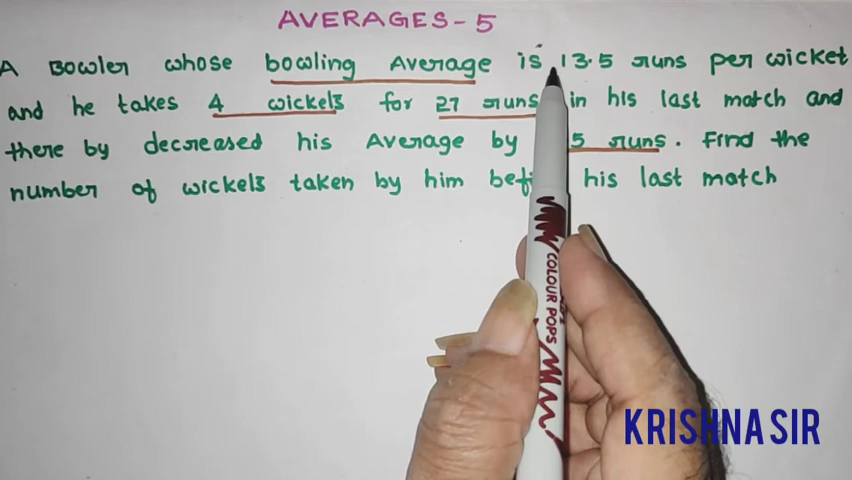 AVERAGES - 5
A Bowler whose bowling Average is 13.5 runs per wicket
and he takes 4 wickets for 27 runs in his last match and
there by decreased his Average by 5 runs. Find the
number of wickets taken by him his last match
COLOUR POPS
KRISHNA SIR